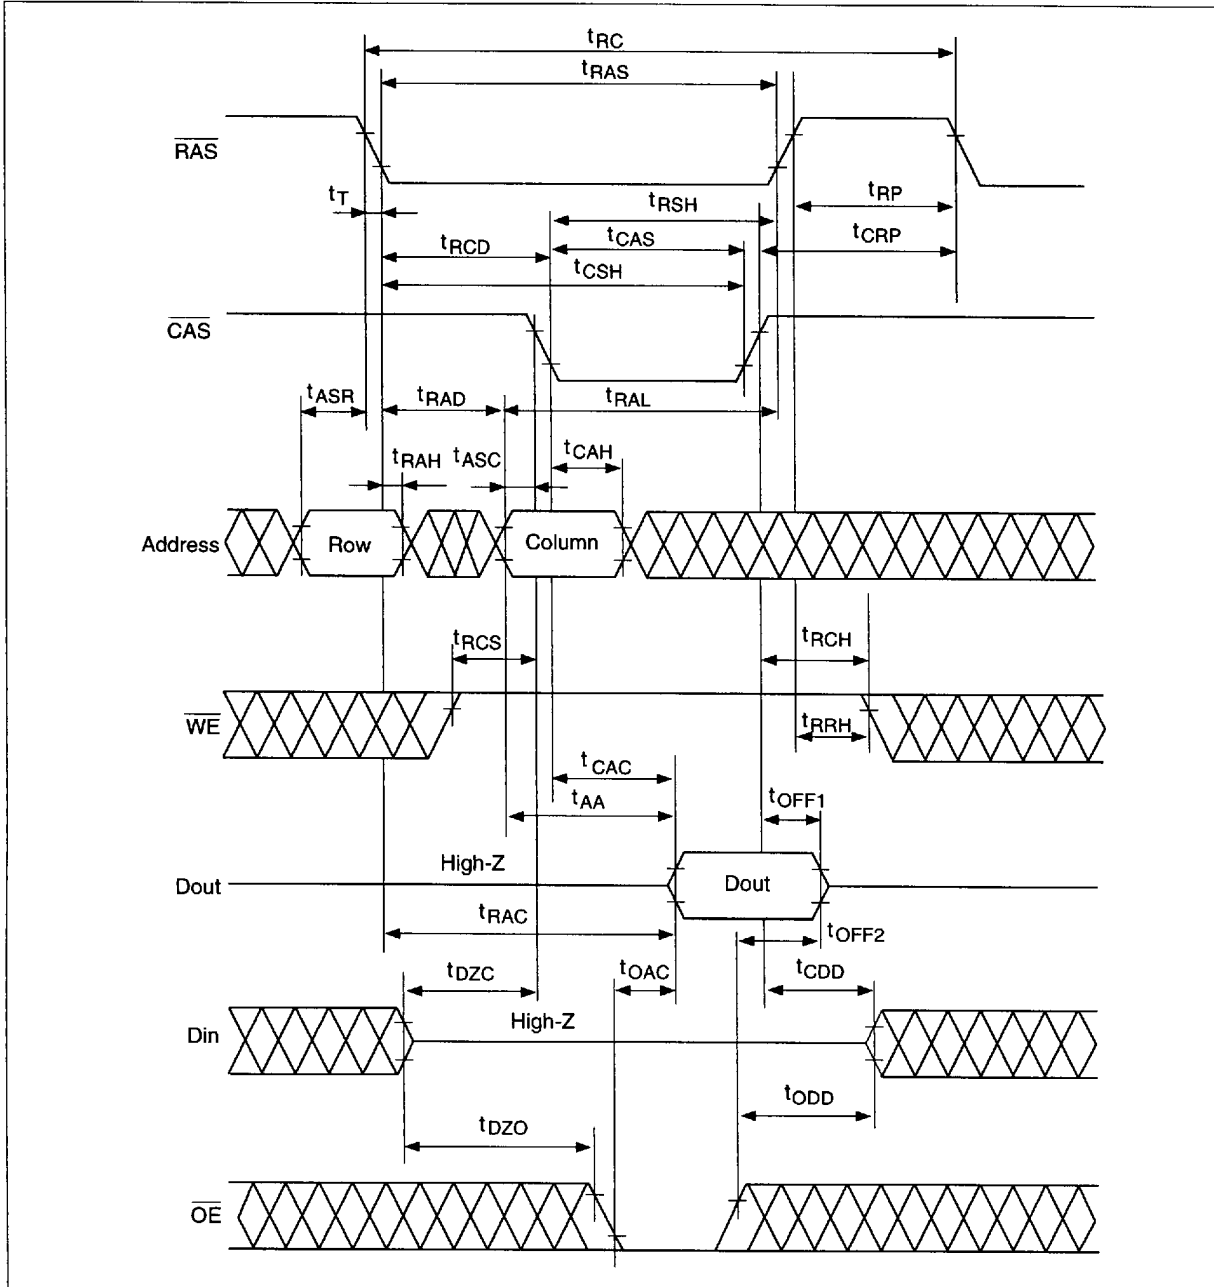 tRC
tRAS
RAS
tT
tRSH
tRP
tRCD
tCAS
tCRP
tCSH
CAS
tASR
tRAD
tRAL
tRAH
tASC
tCAH
Address
Row
Column
tRCS
tRCH
WE
tRRH
tCAC
tAA
tOFF1
High-Z
Dout
Dout
tRAC
tOFF2
tDZC
tOAC
tCDD
Din
High-Z
tODD
tDZO
OE